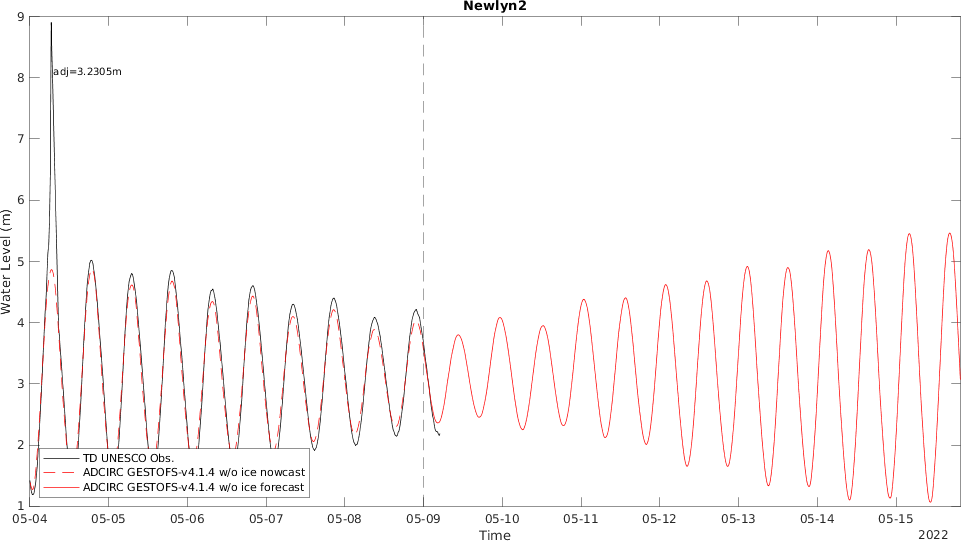 Newlyn2
9
8
7
6
5
4
3
2
1
Water Level (m)
adj=3.2305m
TD UNESCO Obs.
ADCIRC GESTOFS-v4.1.4 w/o ice nowcast
ADCIRC GESTOFS-v4.1.4 w/o ice forecast
05-04 05-05 05-06 05-07 05-08 05-09 05-10 05-11 05-12 05-13 05-14 05-15
Time
2022